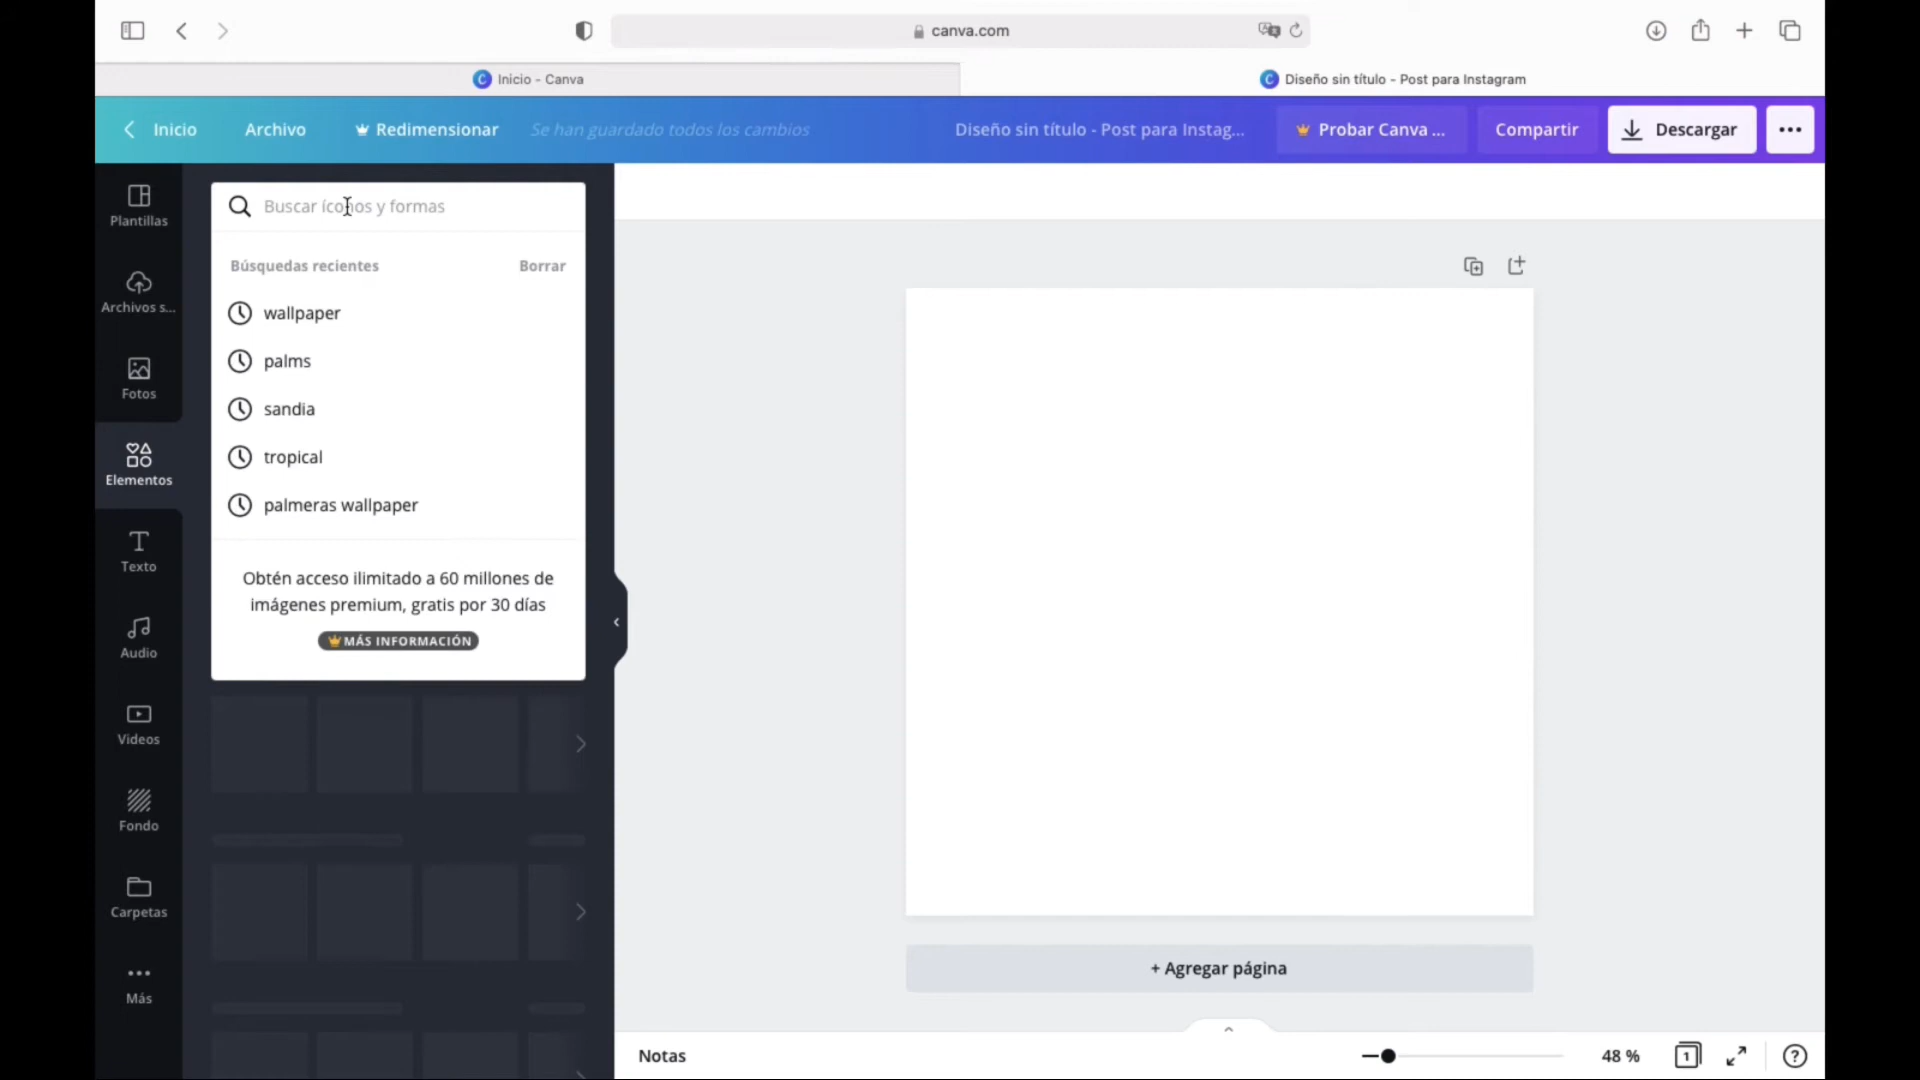 canva.com
Inicio - Canva
Diseño sin título - Post para Instagram
Inicio
Archivo
Redimensionar
Se han guardado todos los cambios
Diseño sin título - Post para Instag...
Probar Canva ...
Compartir
Descargar
Plantillas
Archivos s...
Fotos
Elementos
Texto
Audio
Videos
Fondo
Carpetas
Más
Buscar íconos y formas
Búsquedas recientes
Borrar
wallpaper
palms
sandia
tropical
palmeras wallpaper
Obtén acceso ilimitado a 60 millones de
imágenes premium, gratis por 30 días
MÁS INFORMACIÓN
+ Agregar página
Notas
48 %
1